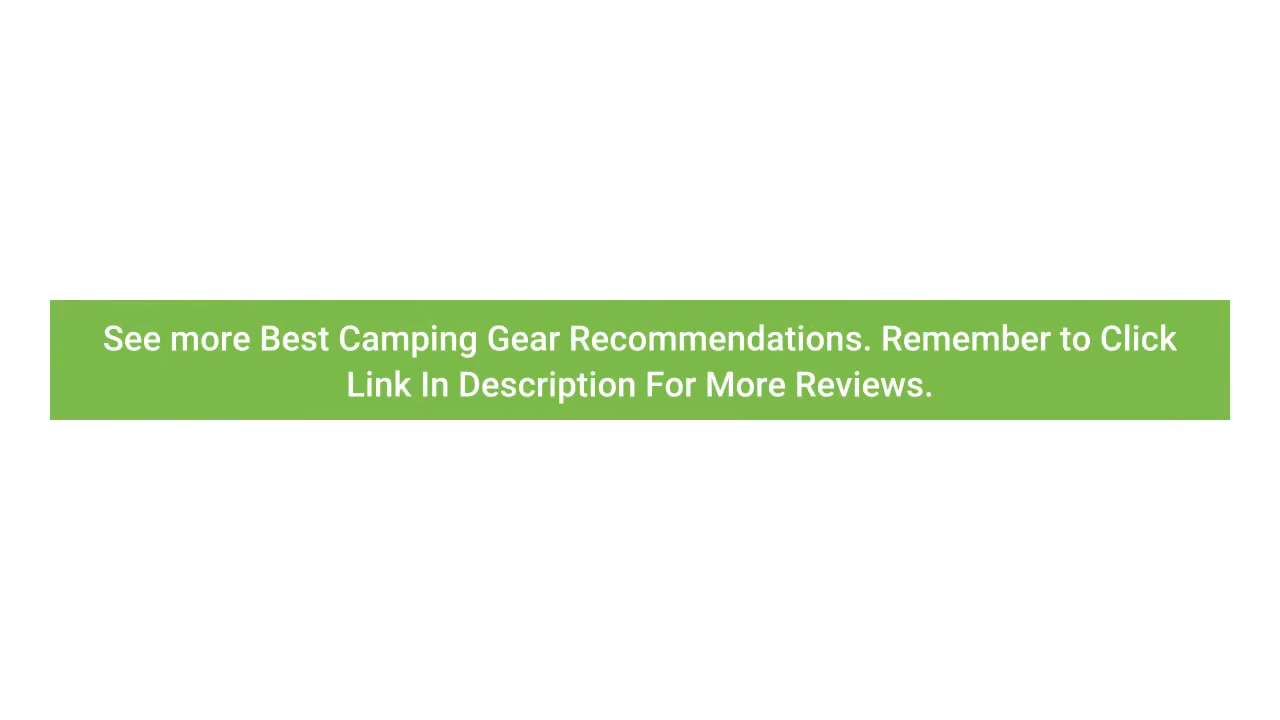 See more Best Camping Gear Recommendations. Remember to Click
Link In Description For More Reviews.